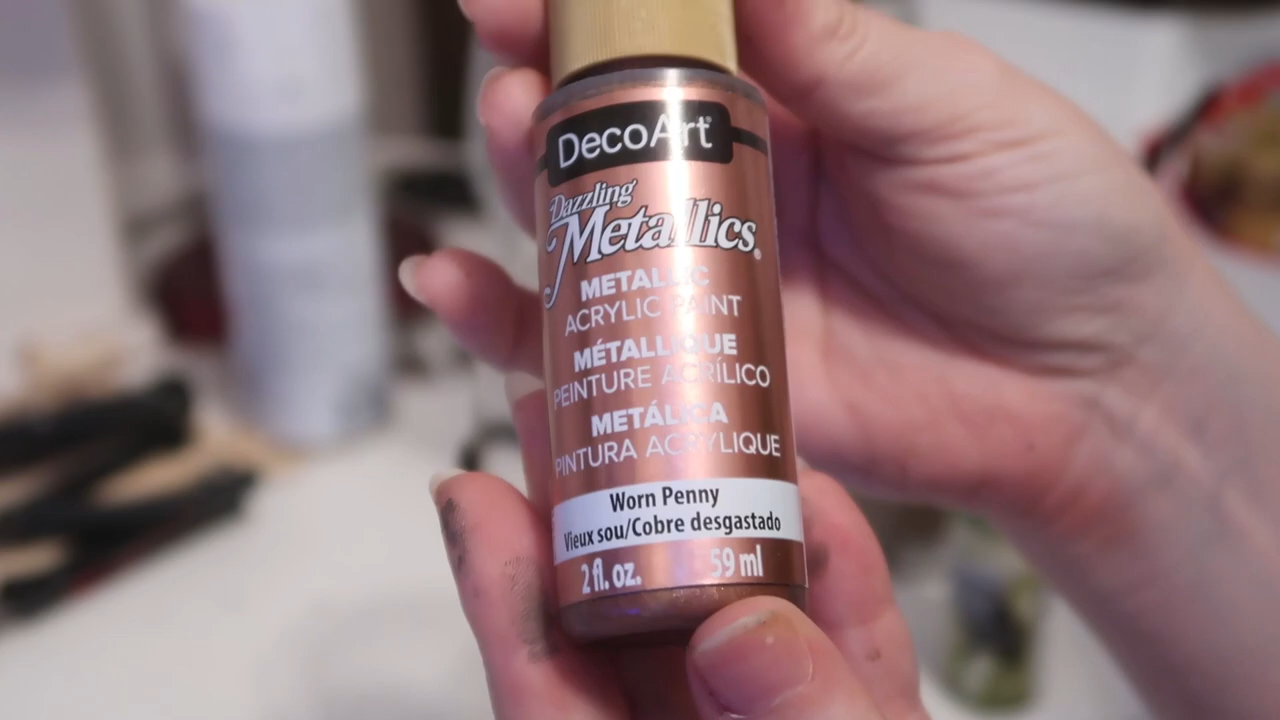 DecoArt®
Dazzling
Metallics®
METALLIC
ACRYLIC PAINT
MÉTALLIQUE
PEINTURE ACRÍLICO
METÁLICA
PINTURA ACRYLIQUE
Worn Penny
Vieux sou/Cobre desgastado
2 fl. oz. 59 ml